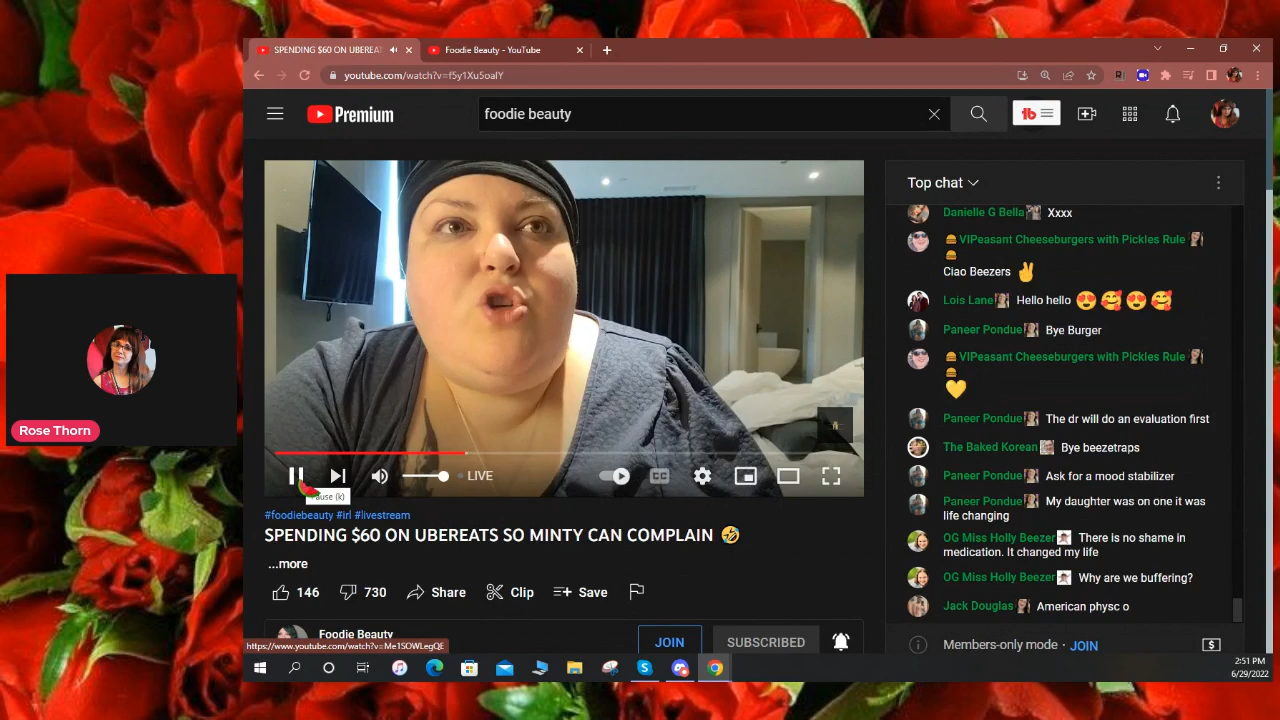 SPENDING $60 ON UBEREA
Foodie Beauty - YouTube
youtube.com/watch?v=f5y1Xu5oaIY
Premium
foodie beauty
tb
Top chat
Danielle G Bella Xxxx
VIPeasant Cheeseburgers with Pickles Rule
Ciao Beezers ✌
Lois Lane Hello hello 😍🥰😍🥰
Paneer Pondue Bye Burger
VIPeasant Cheeseburgers with Pickles Rule
💛
Paneer Pondue The dr will do an evaluation first
The Baked Korean Bye beezetraps
Paneer Pondue Ask for a mood stabilizer
Paneer Pondue My daughter was on one it was
life changing
OG Miss Holly Beezer There is no shame in
medication. It changed my life
OG Miss Holly Beezer Why are we buffering?
Jack Douglas American physc o
Members-only mode · JOIN
Rose Thorn
LIVE
CC
Pause (k)
#foodiebeauty #irl #livestream
SPENDING $60 ON UBEREATS SO MINTY CAN COMPLAIN 🤣
...more
146
730
Share
Clip
Save
Foodie Beauty
JOIN
SUBSCRIBED
https://www.youtube.com/watch?v=Me1SOWLegQE
2:51 PM
6/29/2022